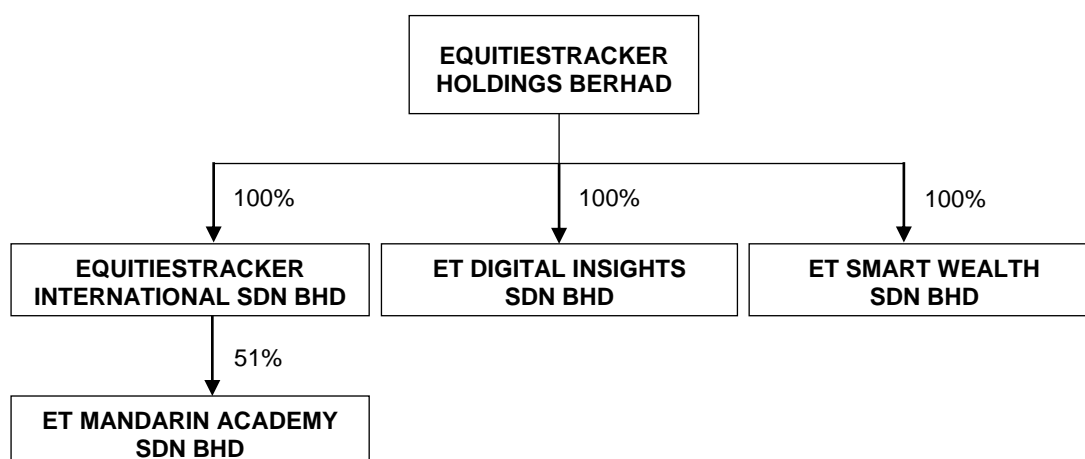 EQUITIESTRACKER
HOLDINGS BERHAD
100%
100%
100%
EQUITIESTRACKER
INTERNATIONAL SDN BHD
ET DIGITAL INSIGHTS
SDN BHD
ET SMART WEALTH
SDN BHD
51%
ET MANDARIN ACADEMY
SDN BHD